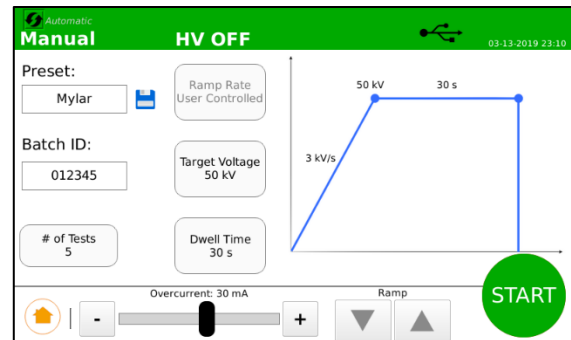 Automatic
Manual
HV OFF
03-13-2019 23:10
Preset:
Mylar
Ramp Rate
User Controlled
Batch ID:
012345
Target Voltage
50 kV
# of Tests
5
Dwell Time
30 s
50 kV
30 s
3 kV/s
Overcurrent: 30 mA
-
+
Ramp
START